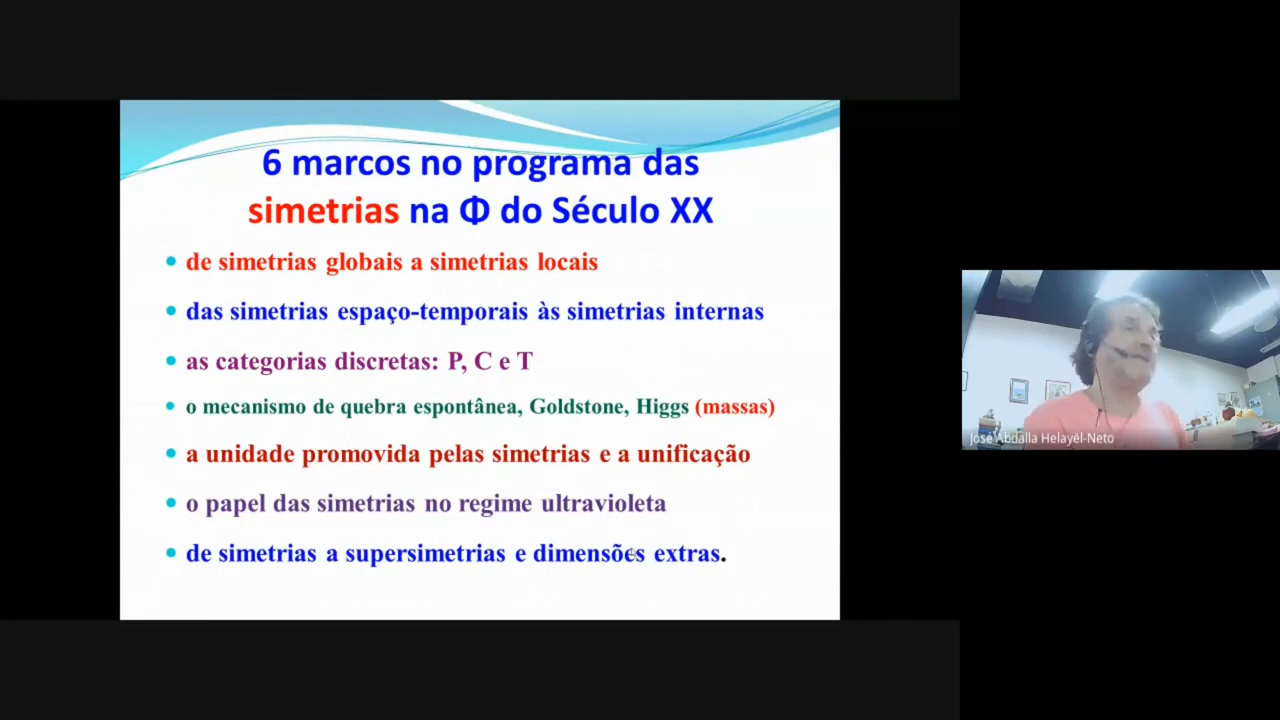 6 marcos no programa das
simetrias na Φ do Século XX
de simetrias globais a simetrias locais
das simetrias espaço-temporais às simetrias internas
as categorias discretas: P, C e T
o mecanismo de quebra espontânea, Goldstone, Higgs (massas)
a unidade promovida pelas simetrias e a unificação
o papel das simetrias no regime ultravioleta
de simetrias a supersimetrias e dimensões extras.
José Abdalla Helayël-Neto